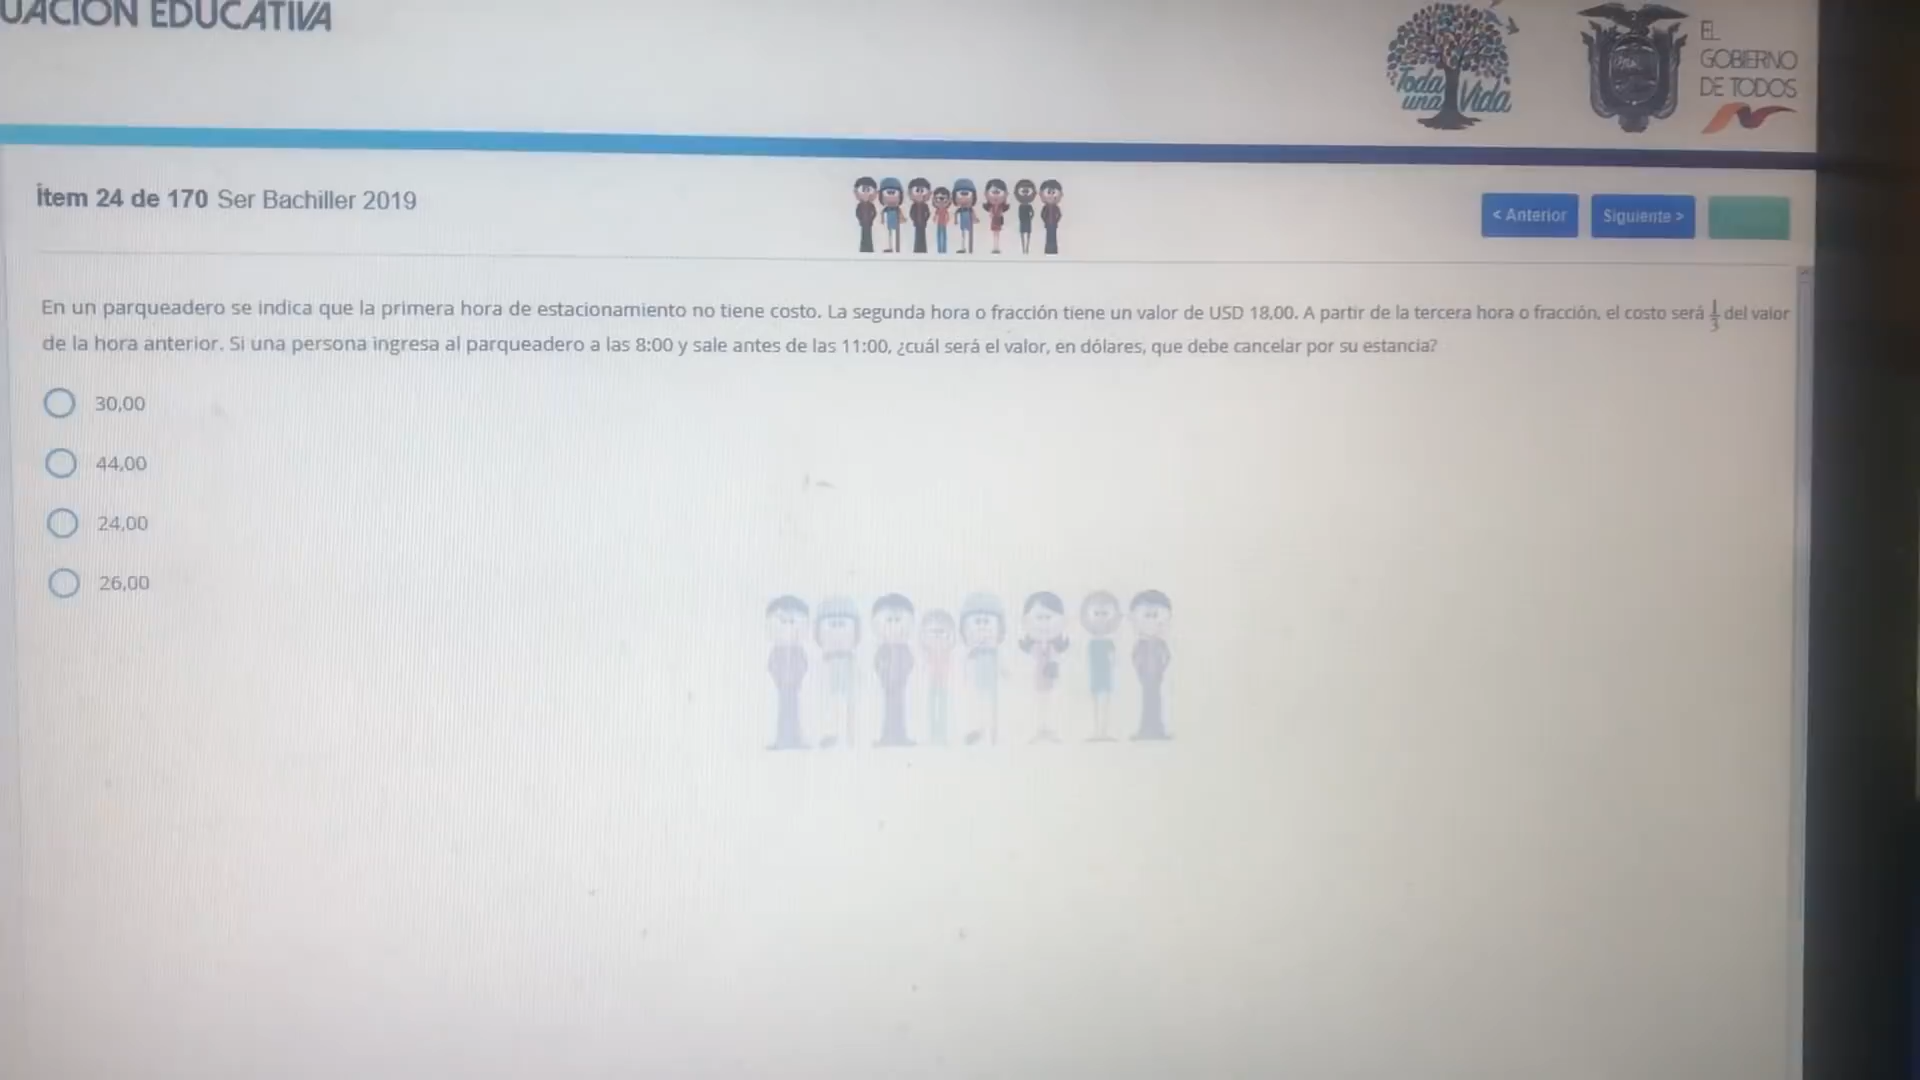 UACIÓN EDUCATIVA
Toda
una Vida
EL
GOBIERNO
DE TODOS
Ítem 24 de 170 Ser Bachiller 2019
< Anterior
Siguiente >
En un parqueadero se indica que la primera hora de estacionamiento no tiene costo. La segunda hora o fracción tiene un valor de USD 18,00. A partir de la tercera hora o fracción, el costo será 1/3 del valor
de la hora anterior. Si una persona ingresa al parqueadero a las 8:00 y sale antes de las 11:00, ¿cuál será el valor, en dólares, que debe cancelar por su estancia?
30,00
44,00
24,00
26,00